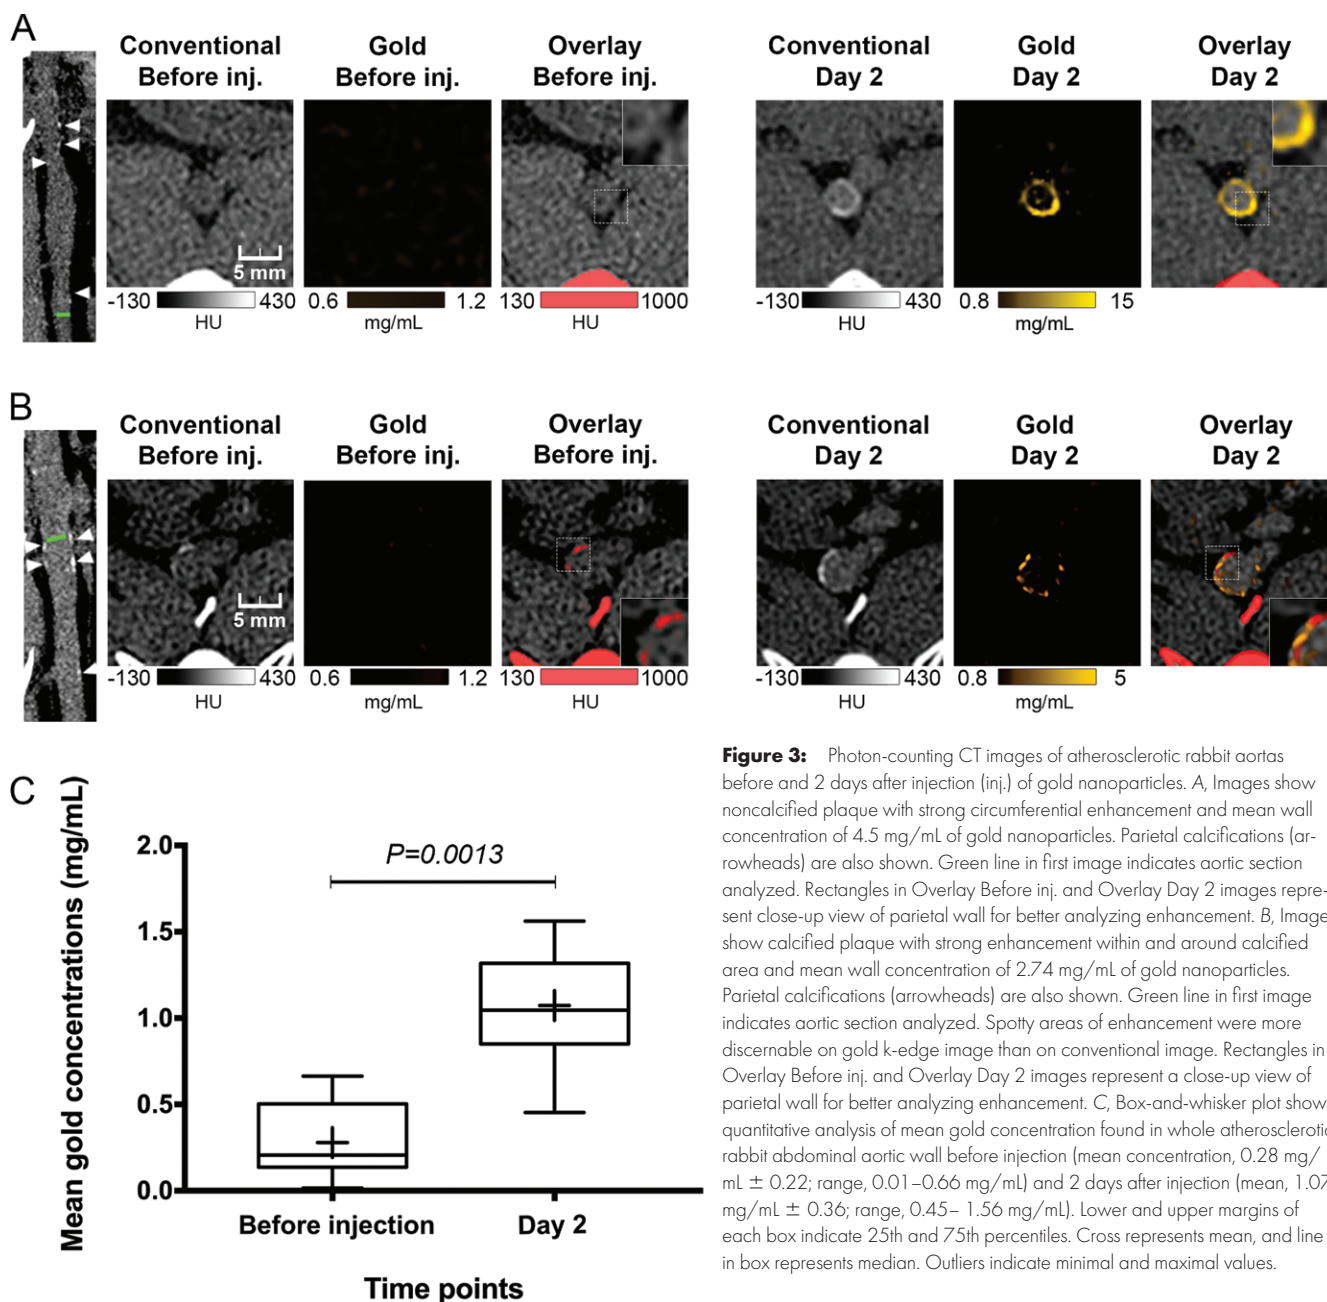 A
Conventional Before inj.
Gold Before inj.
Overlay Before inj.
Conventional Day 2
Gold Day 2
Overlay Day 2
5 mm
-130 430
HU
0.6 1.2
mg/mL
130 1000
HU
-130 430
HU
0.8 15
mg/mL
B
Conventional Before inj.
Gold Before inj.
Overlay Before inj.
Conventional Day 2
Gold Day 2
Overlay Day 2
5 mm
-130 430
HU
0.6 1.2
mg/mL
130 1000
HU
-130 430
HU
0.8 5
mg/mL
C
Mean gold concentrations (mg/mL)
2.0
1.5
1.0
0.5
0.0
P=0.0013
Before injection
Day 2
Time points
Figure 3: Photon-counting CT images of atherosclerotic rabbit aortas
before and 2 days after injection (inj.) of gold nanoparticles. A, Images show
noncalcified plaque with strong circumferential enhancement and mean wall
concentration of 4.5 mg/mL of gold nanoparticles. Parietal calcifications (ar-
rowheads) are also shown. Green line in first image indicates aortic section
analyzed. Rectangles in Overlay Before inj. and Overlay Day 2 images repre-
sent close-up view of parietal wall for better analyzing enhancement. B, Image
show calcified plaque with strong enhancement within and around calcified
area and mean wall concentration of 2.74 mg/mL of gold nanoparticles.
Parietal calcifications (arrowheads) are also shown. Green line in first image
indicates aortic section analyzed. Spotty areas of enhancement were more
discernable on gold k-edge image than on conventional image. Rectangles in
Overlay Before inj. and Overlay Day 2 images represent a close-up view of
parietal wall for better analyzing enhancement. C, Box-and-whisker plot show
quantitative analysis of mean gold concentration found in whole atherosclerotic
rabbit abdominal aortic wall before injection (mean concentration, 0.28 mg/
mL ± 0.22; range, 0.01–0.66 mg/mL) and 2 days after injection (mean, 1.07
mg/mL ± 0.36; range, 0.45– 1.56 mg/mL). Lower and upper margins of
each box indicate 25th and 75th percentiles. Cross represents mean, and line
in box represents median. Outliers indicate minimal and maximal values.